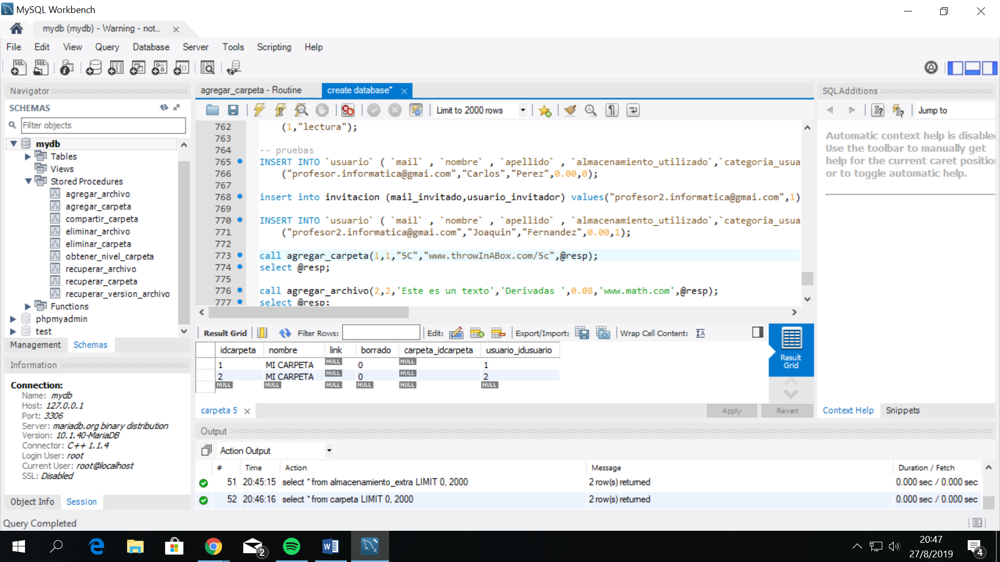 MySQL Workbench
mydb (mydb) - Warning - not...
File Edit View Query Database Server Tools Scripting Help
Navigator
SCHEMAS
Filter objects
mydb
Tables
Views
Stored Procedures
agregar_archivo
agregar_carpeta
compartir_carpeta
eliminar_archivo
eliminar_carpeta
obtener_nivel_carpeta
recuperar_archivo
recuperar_carpeta
recuperar_version_archivo
Functions
phpmyadmin
test
Management Schemas
Information
Connection:
Name: mydb
Host: 127.0.0.1
Port: 3306
Server: mariadb.org binary distribution
Version: 10.1.40-MariaDB
Connector: C++ 1.1.4
Login User: root
Current User: root@localhost
SSL: Disabled
Object Info Session
Query Completed
agregar_carpeta - Routine create database*
Limit to 2000 rows
762 (1,"lectura");
763
764 -- pruebas
765 INSERT INTO `usuario` ( `mail` , `nombre` , `apellido` , `almacenamiento_utilizado`,`categoria_usua
766 ("profesor.informatica@gmai.com","Carlos","Perez",0.00,0);
767
768 insert into invitacion (mail_invitado,usuario_invitador) values("profesor2.informatica@gmai.com",1)
769
770 INSERT INTO `usuario` ( `mail` , `nombre` , `apellido` , `almacenamiento_utilizado`,`categoria_usua
771 ("profesor2.informatica@gmai.com","Joaquin","Fernandez",0.00,1);
772
773 call agregar_carpeta(1,1,"5C","www.throwInABox.com/5c",@resp);
774 select @resp;
775
776 call agregar_archivo(2,2,'Este es un texto','Derivadas ',0.08,'www.math.com',@resp);
777 select @resp;
Result Grid Filter Rows: Edit: Export/Import: Wrap Cell Content:
idcarpeta nombre link borrado carpeta_idcarpeta usuario_idusuario
1 MI CARPETA NULL 0 NULL 1
2 MI CARPETA NULL 0 NULL 2
NULL NULL NULL NULL NULL NULL
Result
Grid
carpeta 5
Apply Revert
Output
Action Output
# Time Action Message Duration / Fetch
51 20:45:15 select * from almacenamiento_extra LIMIT 0, 2000 2 row(s) returned 0.000 sec / 0.000 sec
52 20:46:16 select * from carpeta LIMIT 0, 2000 2 row(s) returned 0.000 sec / 0.000 sec
SQLAdditions
Jump to
Automatic context help is disable
Use the toolbar to manually get
help for the current caret position
or to toggle automatic help.
Context Help Snippets
2
20:47
27/8/2019
4